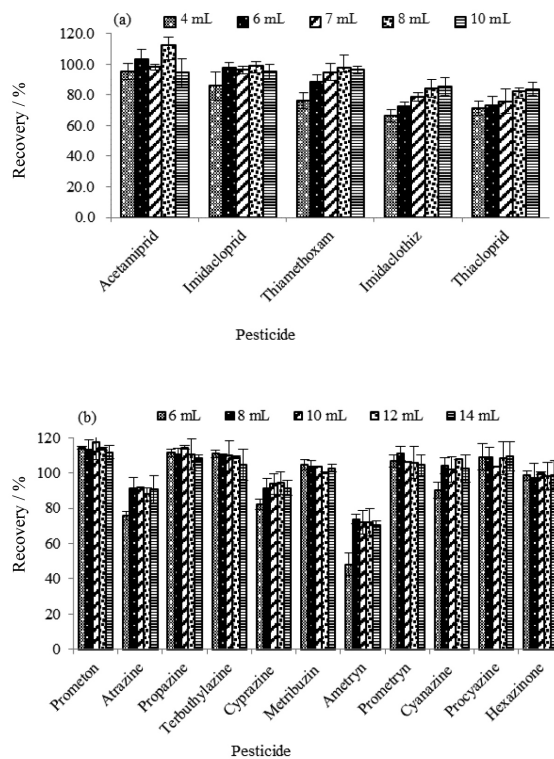 (a)
4 mL 6 mL 7 mL 8 mL 10 mL
120.0
100.0
80.0
60.0
40.0
20.0
0.0
Recovery / %
Acetamiprid
Imidacloprid
Thiamethoxam
Imidaclothiz
Thiacloprid
Pesticide
(b)
6 mL 8 mL 10 mL 12 mL 14 mL
120
100
80
60
40
20
0
Recovery / %
Prometon
Atrazine
Propazine
Terbuthylazine
Cyprazine
Metribuzin
Ametryn
Prometryn
Cyanazine
Procyazine
Hexazinone
Pesticide